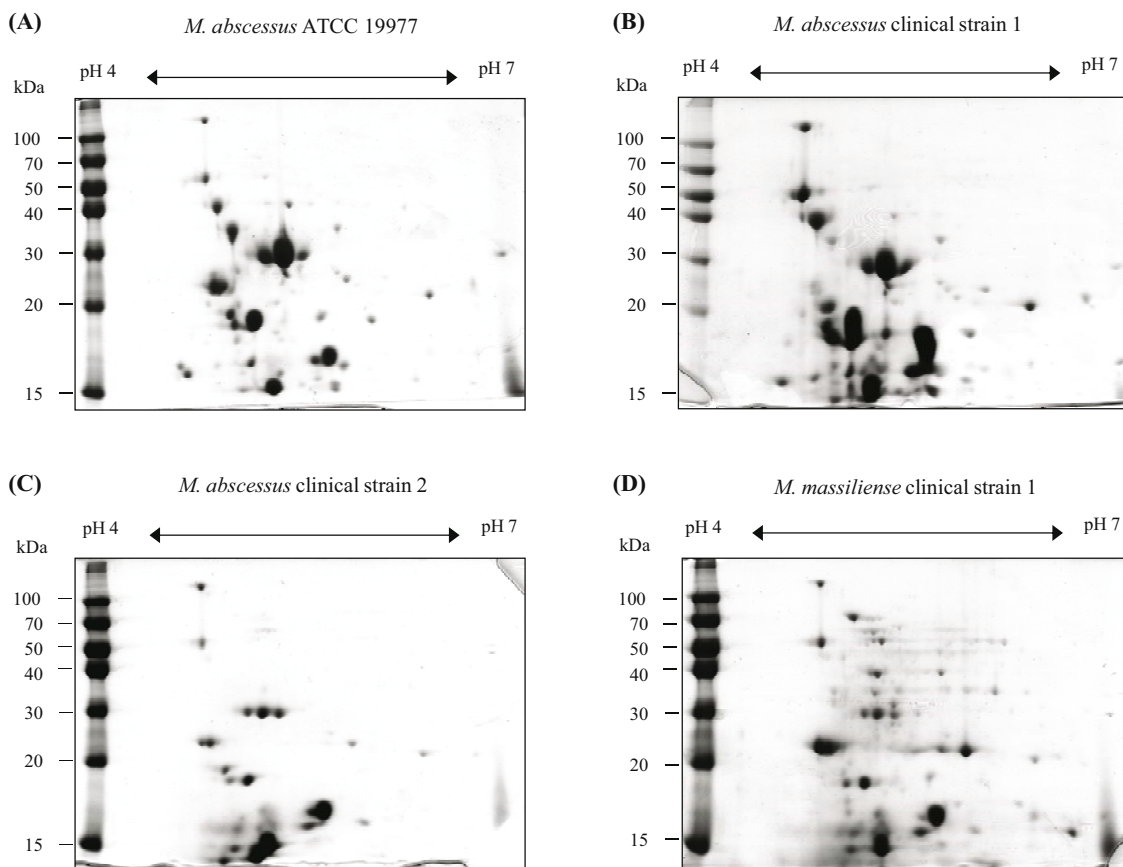 (A)
M. abscessus ATCC 19977
pH 4
pH 7
kDa
100
70
50
40
30
20
15
(B)
M. abscessus clinical strain 1
pH 4
pH 7
kDa
100
70
50
40
30
20
15
(C)
M. abscessus clinical strain 2
pH 4
pH 7
kDa
100
70
50
40
30
20
15
(D)
M. massiliense clinical strain 1
pH 4
pH 7
kDa
100
70
50
40
30
20
15